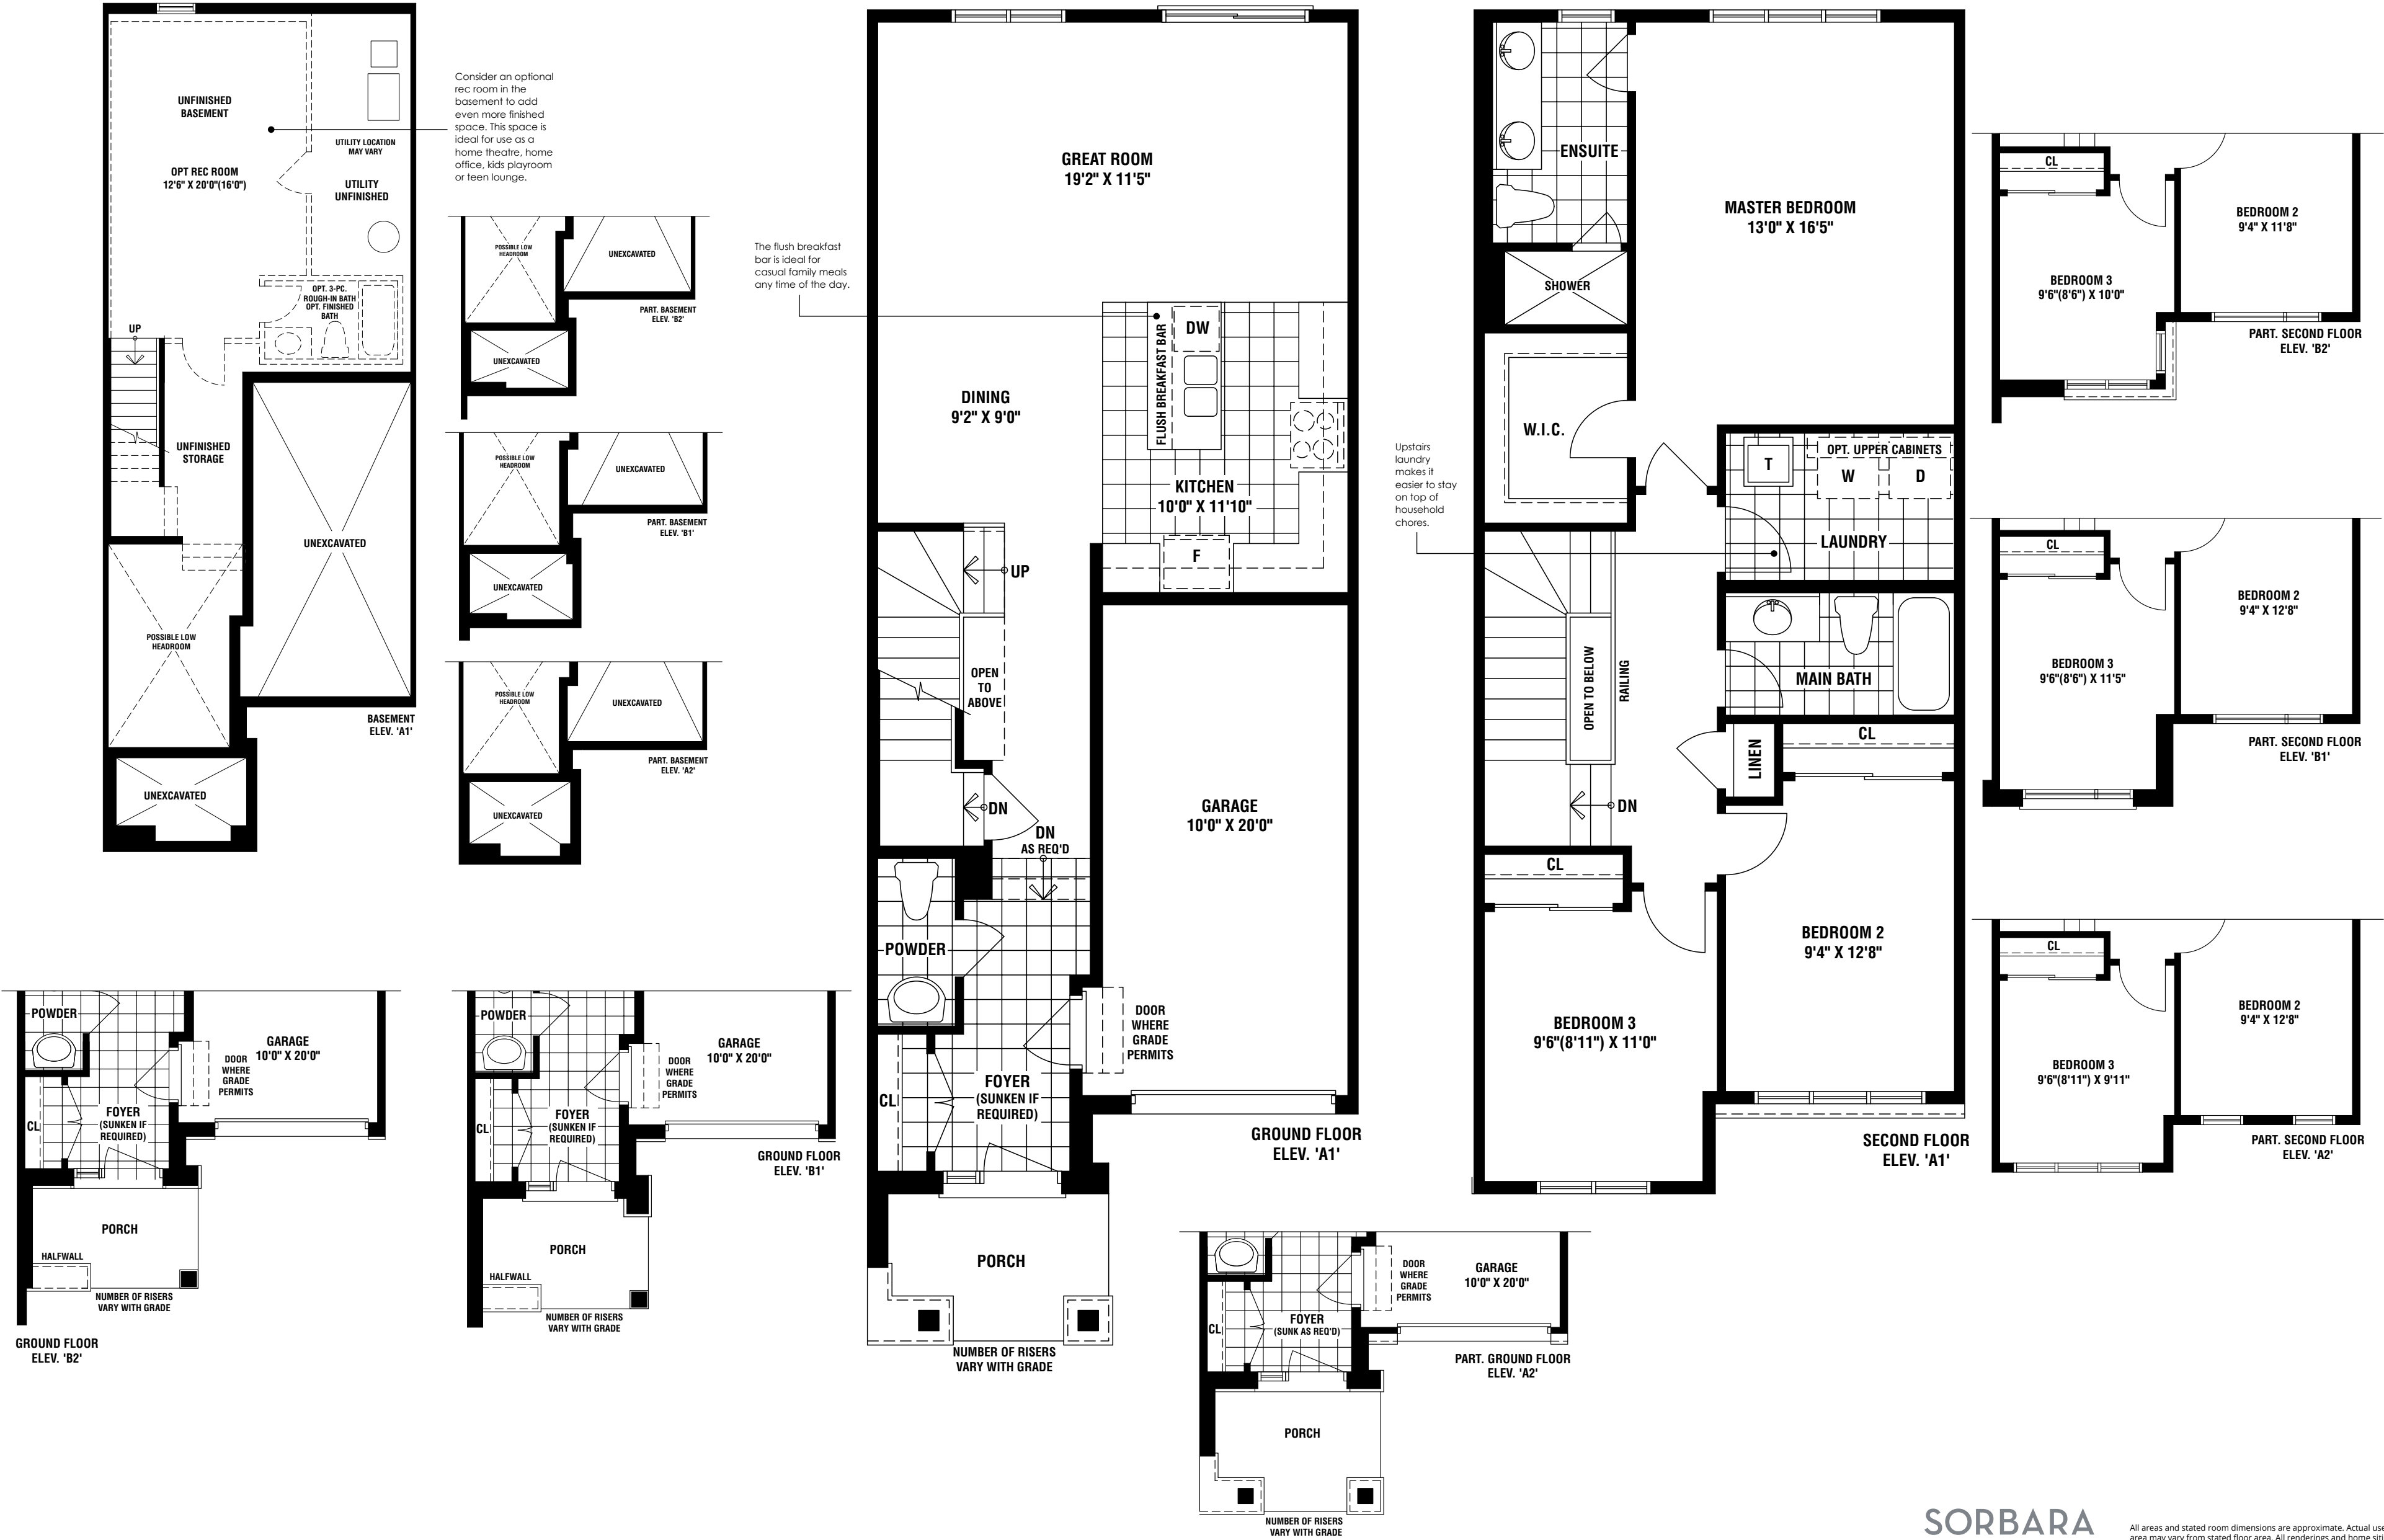 UNFINISHED
BASEMENT
OPT REC ROOM
12'6" X 20'0"(16'0")
UTILITY LOCATION
MAY VARY
UTILITY
UNFINISHED
OPT. 3-PC.
ROUGH-IN BATH
OPT. FINISHED
BATH
UP
UNFINISHED
STORAGE
UNEXCAVATED
POSSIBLE LOW
HEADROOM
UNEXCAVATED
BASEMENT
ELEV. 'A1'
Consider an optional
rec room in the
basement to add
even more finished
space. This space is
ideal for use as a
home theatre, home
office, kids playroom
or teen lounge.
POSSIBLE LOW
HEADROOM
UNEXCAVATED
UNEXCAVATED
PART. BASEMENT
ELEV. 'B2'
POSSIBLE LOW
HEADROOM
UNEXCAVATED
UNEXCAVATED
PART. BASEMENT
ELEV. 'B1'
POSSIBLE LOW
HEADROOM
UNEXCAVATED
UNEXCAVATED
PART. BASEMENT
ELEV. 'A2'
The flush breakfast
bar is ideal for
casual family meals
any time of the day.
GREAT ROOM
19'2" X 11'5"
DW
FLUSH BREAKFAST BAR
DINING
9'2" X 9'0"
KITCHEN
10'0" X 11'10"
F
UP
OPEN
TO
ABOVE
DN
DN
AS REQ'D
GARAGE
10'0" X 20'0"
POWDER
DOOR
WHERE
GRADE
PERMITS
CL
FOYER
(SUNKEN IF
REQUIRED)
GROUND FLOOR
ELEV. 'A1'
PORCH
NUMBER OF RISERS
VARY WITH GRADE
ENSUITE
SHOWER
MASTER BEDROOM
13'0" X 16'5"
W.I.C.
Upstairs
laundry
makes it
easier to stay
on top of
household
chores.
T
OPT. UPPER CABINETS
W
D
LAUNDRY
OPEN TO BELOW
RAILING
MAIN BATH
LINEN
CL
DN
CL
BEDROOM 2
9'4" X 12'8"
BEDROOM 3
9'6"(8'11") X 11'0"
SECOND FLOOR
ELEV. 'A1'
CL
BEDROOM 2
9'4" X 11'8"
BEDROOM 3
9'6"(8'6") X 10'0"
PART. SECOND FLOOR
ELEV. 'B2'
CL
BEDROOM 2
9'4" X 12'8"
BEDROOM 3
9'6"(8'6") X 11'5"
PART. SECOND FLOOR
ELEV. 'B1'
CL
BEDROOM 2
9'4" X 12'8"
BEDROOM 3
9'6"(8'11") X 9'11"
PART. SECOND FLOOR
ELEV. 'A2'
POWDER
GARAGE
10'0" X 20'0"
DOOR
WHERE
GRADE
PERMITS
CL
FOYER
(SUNKEN IF
REQUIRED)
PORCH
HALFWALL
NUMBER OF RISERS
VARY WITH GRADE
GROUND FLOOR
ELEV. 'B2'
POWDER
GARAGE
10'0" X 20'0"
DOOR
WHERE
GRADE
PERMITS
CL
FOYER
(SUNKEN IF
REQUIRED)
GROUND FLOOR
ELEV. 'B1'
PORCH
HALFWALL
NUMBER OF RISERS
VARY WITH GRADE
GARAGE
10'0" X 20'0"
DOOR
WHERE
GRADE
PERMITS
CL
FOYER
(SUNK AS REQ'D)
PART. GROUND FLOOR
ELEV. 'A2'
PORCH
NUMBER OF RISERS
VARY WITH GRADE
SORBARA
All areas and stated room dimensions are approximate. Actual
area may vary from stated floor area. All renderings and home